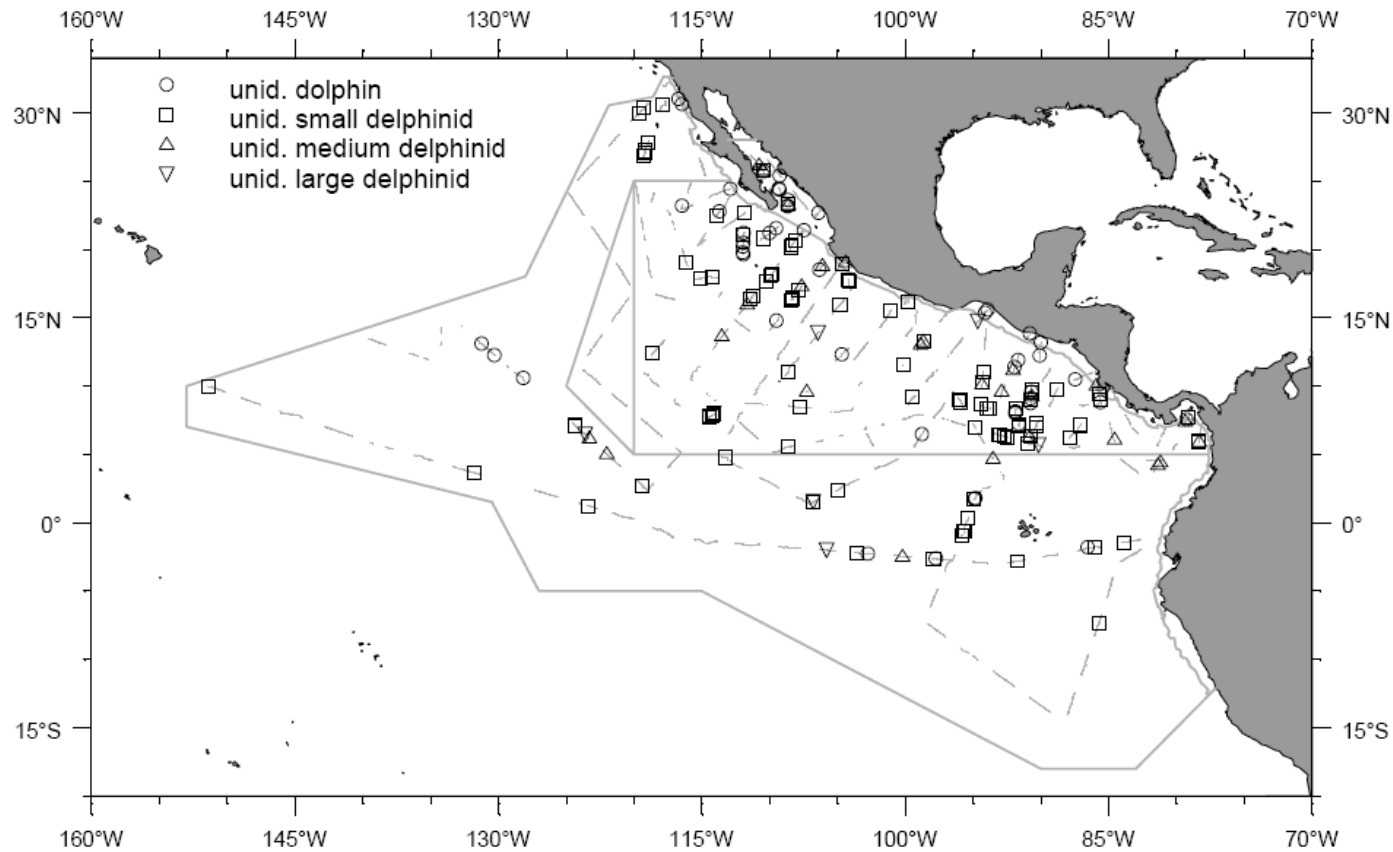 160°W 145°W 130°W 115°W 100°W 85°W 70°W
unid. dolphin
30°N 30°N
unid. small delphinid
unid. medium delphinid
unid. large delphinid
15°N 15°N
0° 0°
15°S 15°S
160°W 145°W 130°W 115°W 100°W 85°W 70°W